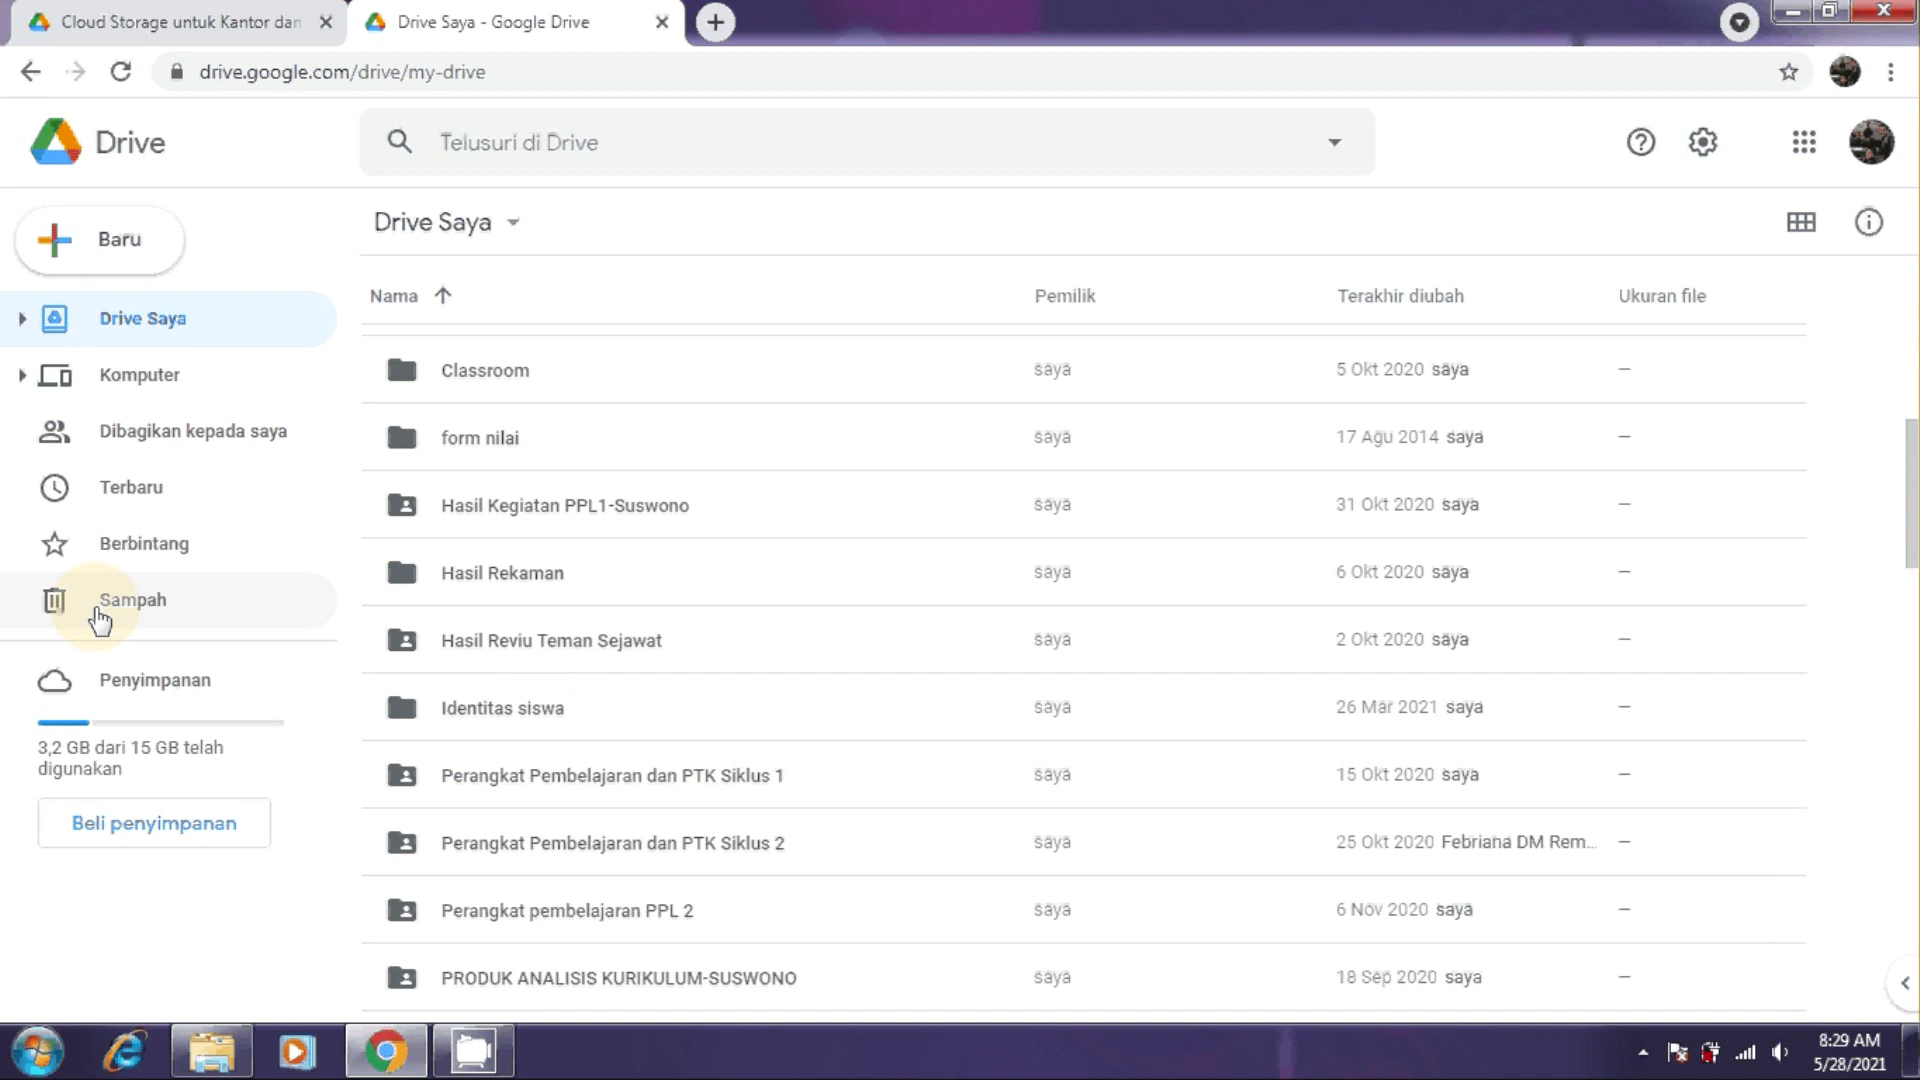 Cloud Storage untuk Kantor dan
Drive Saya - Google Drive
drive.google.com/drive/my-drive
Drive
Telusuri di Drive
Baru
Drive Saya
Komputer
Dibagikan kepada saya
Terbaru
Berbintang
Sampah
Penyimpanan
3,2 GB dari 15 GB telah
digunakan
Beli penyimpanan
Drive Saya
Nama Pemilik Terakhir diubah Ukuran file
Classroom saya 5 Okt 2020 saya –
form nilai saya 17 Agu 2014 saya –
Hasil Kegiatan PPL1-Suswono saya 31 Okt 2020 saya –
Hasil Rekaman saya 6 Okt 2020 saya –
Hasil Reviu Teman Sejawat saya 2 Okt 2020 saya –
Identitas siswa saya 26 Mar 2021 saya –
Perangkat Pembelajaran dan PTK Siklus 1 saya 15 Okt 2020 saya –
Perangkat Pembelajaran dan PTK Siklus 2 saya 25 Okt 2020 Febriana DM Rem... –
Perangkat pembelajaran PPL 2 saya 6 Nov 2020 saya –
PRODUK ANALISIS KURIKULUM-SUSWONO saya 18 Sep 2020 saya –
8:29 AM
5/28/2021